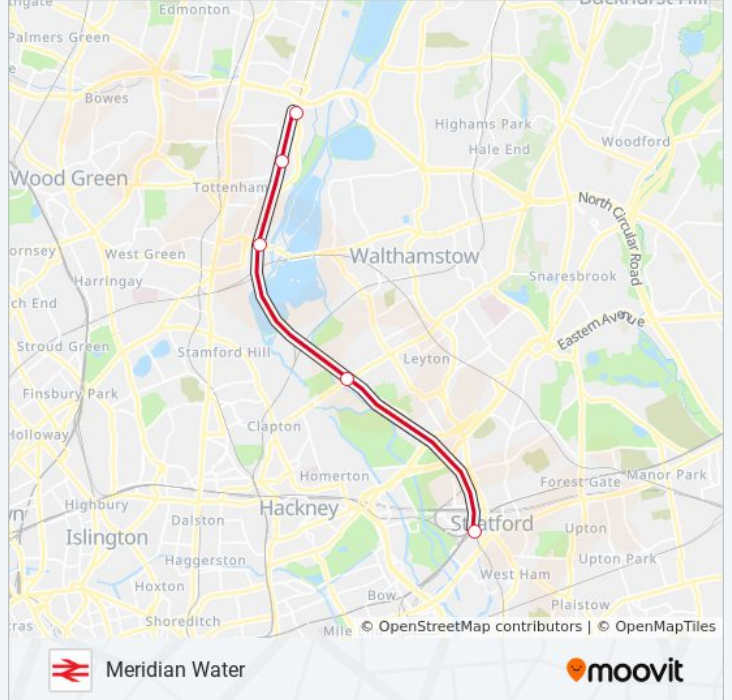 Edmonton
Palmers Green
Bowes
Highams Park
Hale End
Woodford
Wood Green
Tottenham
North Circular Road
West Green
Walthamstow
Harringay
Snaresbrook
Eastern Avenue
Stroud Green
Stamford Hill
Leyton
Finsbury Park
Clapton
Holloway
Homerton
Forest Gate
Manor Park
Highbury
Hackney
Dalston
Stratford
Islington
Upton
Haggerston
Upton Park
Hoxton
West Ham
Bow
Plaistow
Shoreditch
Mile
© OpenStreetMap contributors | © OpenMapTiles
Meridian Water
moovit